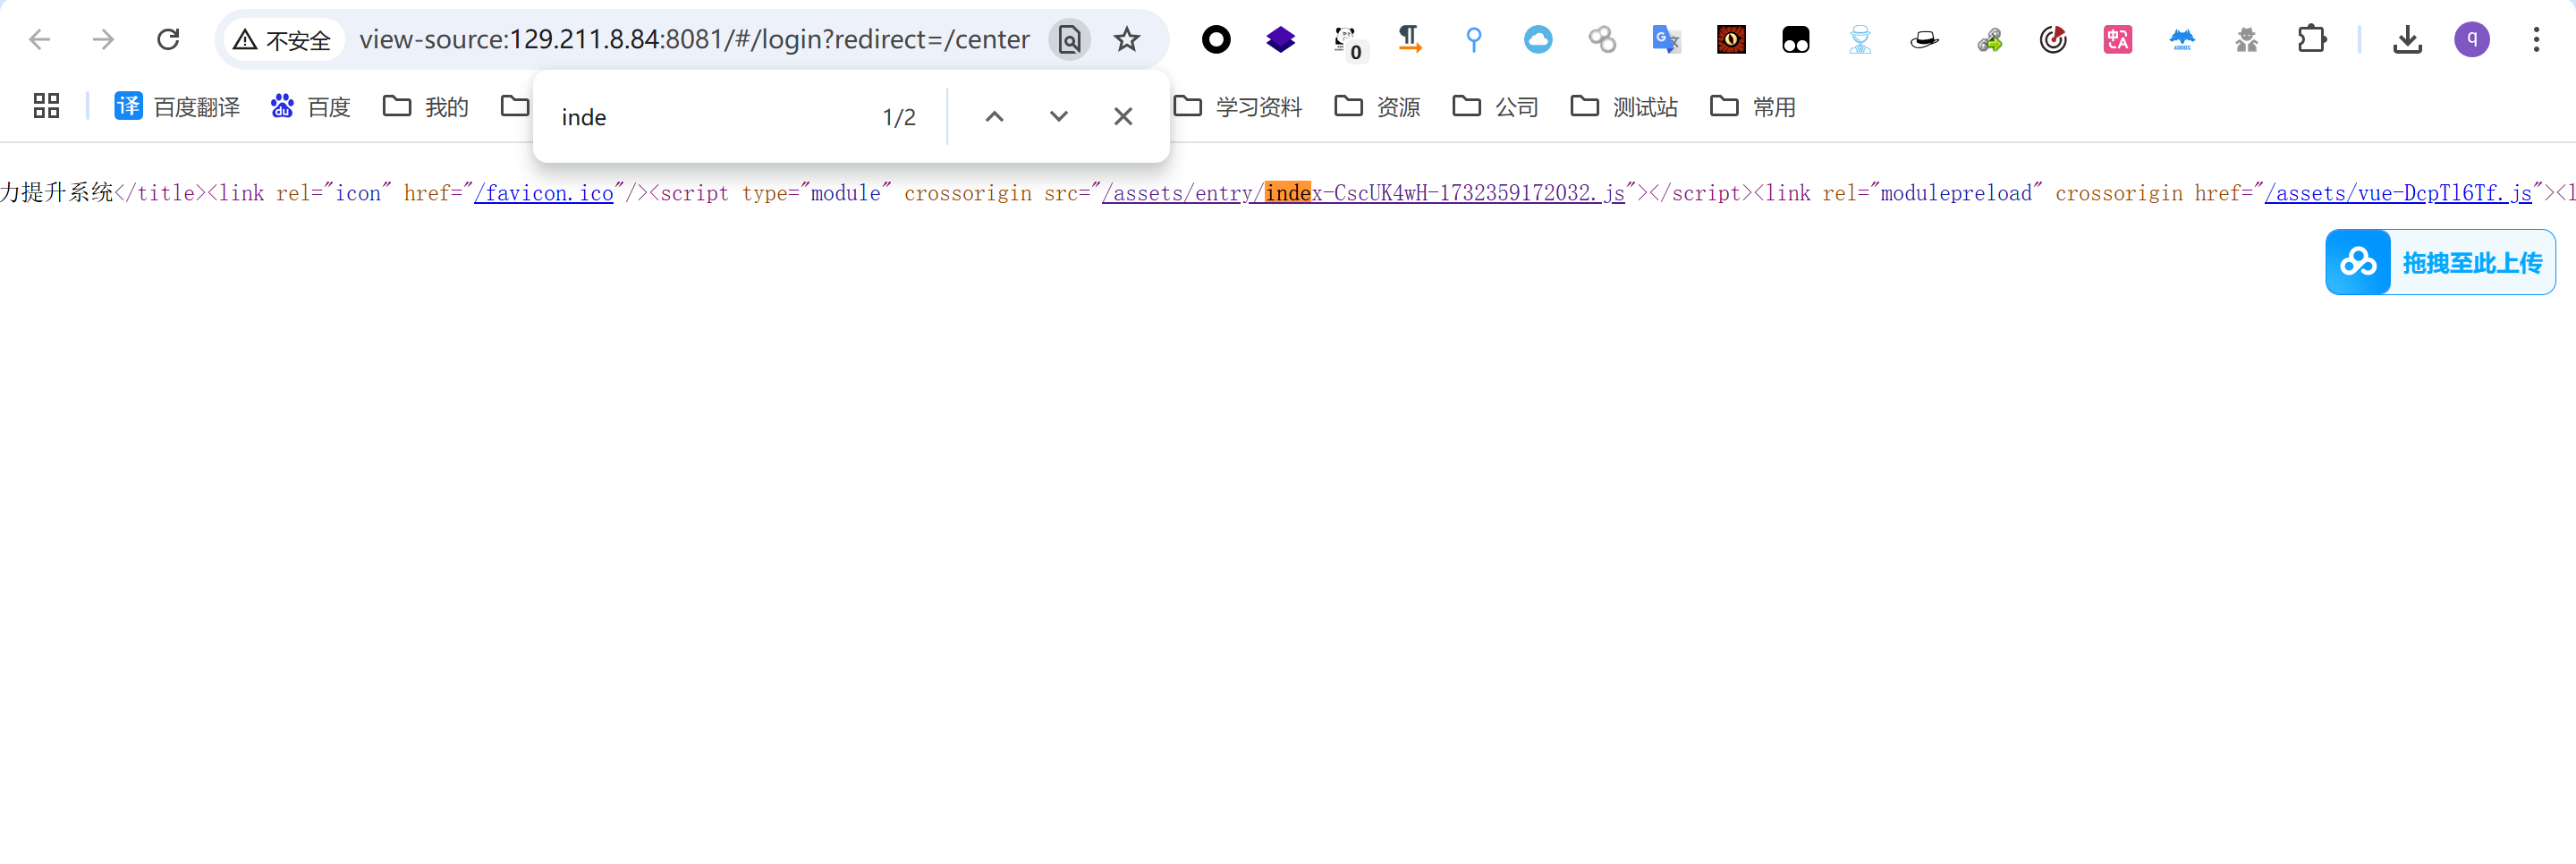 不安全 view-source:129.211.8.84:8081/#/login?redirect=/center
0
q
译 百度翻译 百度 我的 学习资料 资源 公司 测试站 常用
inde 1/2
力提升系统</title><link rel="icon" href="/favicon.ico"/><script type="module" crossorigin src="/assets/entry/index-CscUK4wH-1732359172032.js"></script><link rel="modulepreload" crossorigin href="/assets/vue-DcpTl6Tf.js"><l
拖拽至此上传